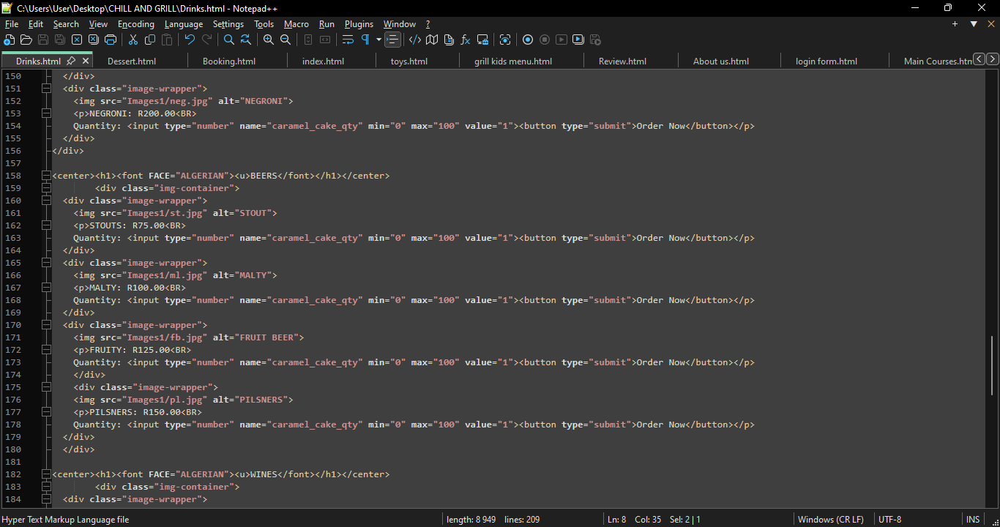 C:\Users\User\Desktop\CHILL AND GRILL\Drinks.html - Notepad++
File Edit Search View Encoding Language Settings Tools Macro Run Plugins Window ?
Drinks.html Dessert.html Booking.html index.html toys.html grill kids menu.html Review.html About us.html login form.html Main Courses.htm
150 </div>
151 <div class="image-wrapper">
152 <img src="Images1/neg.jpg" alt="NEGRONI">
153 <p>NEGRONI: R200.00<BR>
154 Quantity: <input type="number" name="caramel_cake_qty" min="0" max="100" value="1"><button type="submit">Order Now</button></p>
155 </div>
156 </div>
157
158 <center><h1><font FACE="ALGERIAN"><u>BEERS</font></h1></center>
159 <div class="img-container">
160 <div class="image-wrapper">
161 <img src="Images1/st.jpg" alt="STOUT">
162 <p>STOUTS: R75.00<BR>
163 Quantity: <input type="number" name="caramel_cake_qty" min="0" max="100" value="1"><button type="submit">Order Now</button></p>
164 </div>
165 <div class="image-wrapper">
166 <img src="Images1/ml.jpg" alt="MALTY">
167 <p>MALTY: R100.00<BR>
168 Quantity: <input type="number" name="caramel_cake_qty" min="0" max="100" value="1"><button type="submit">Order Now</button></p>
169 </div>
170 <div class="image-wrapper">
171 <img src="Images1/fb.jpg" alt="FRUIT BEER">
172 <p>FRUITY: R125.00<BR>
173 Quantity: <input type="number" name="caramel_cake_qty" min="0" max="100" value="1"><button type="submit">Order Now</button></p>
174 </div>
175 <div class="image-wrapper">
176 <img src="Images1/pl.jpg" alt="PILSNERS">
177 <p>PILSNERS: R150.00<BR>
178 Quantity: <input type="number" name="caramel_cake_qty" min="0" max="100" value="1"><button type="submit">Order Now</button></p>
179 </div>
180 </div>
181
182 <center><h1><font FACE="ALGERIAN"><u>WINES</font></h1></center>
183 <div class="img-container">
184 <div class="image-wrapper">
Hyper Text Markup Language file length: 8 949 lines: 209 Ln: 8 Col: 35 Sel: 2 | 1 Windows (CR LF) UTF-8 INS